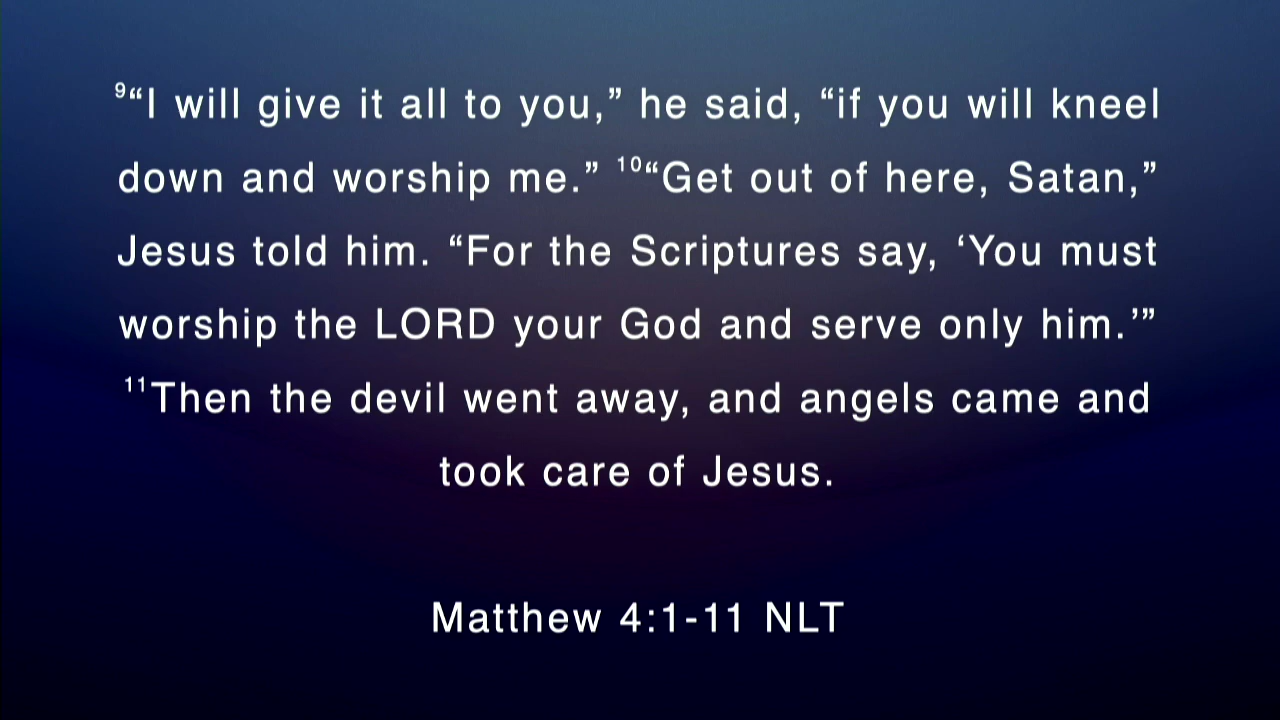 ⁹“I will give it all to you,” he said, “if you will kneel
down and worship me.” ¹⁰“Get out of here, Satan,”
Jesus told him. “For the Scriptures say, ‘You must
worship the LORD your God and serve only him.’”
¹¹Then the devil went away, and angels came and
took care of Jesus.
Matthew 4:1-11 NLT